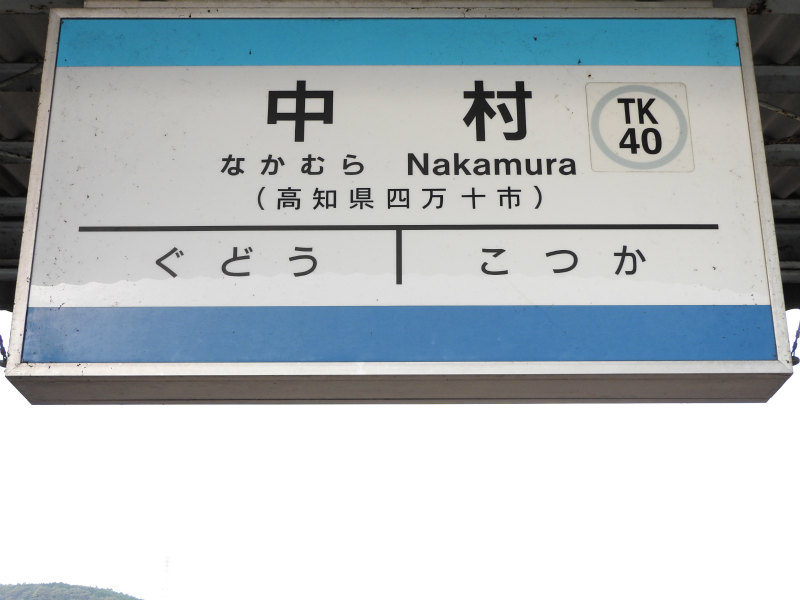 中村
TK
40
なかむら Nakamura
(高知県四万十市)
ぐどう こつか